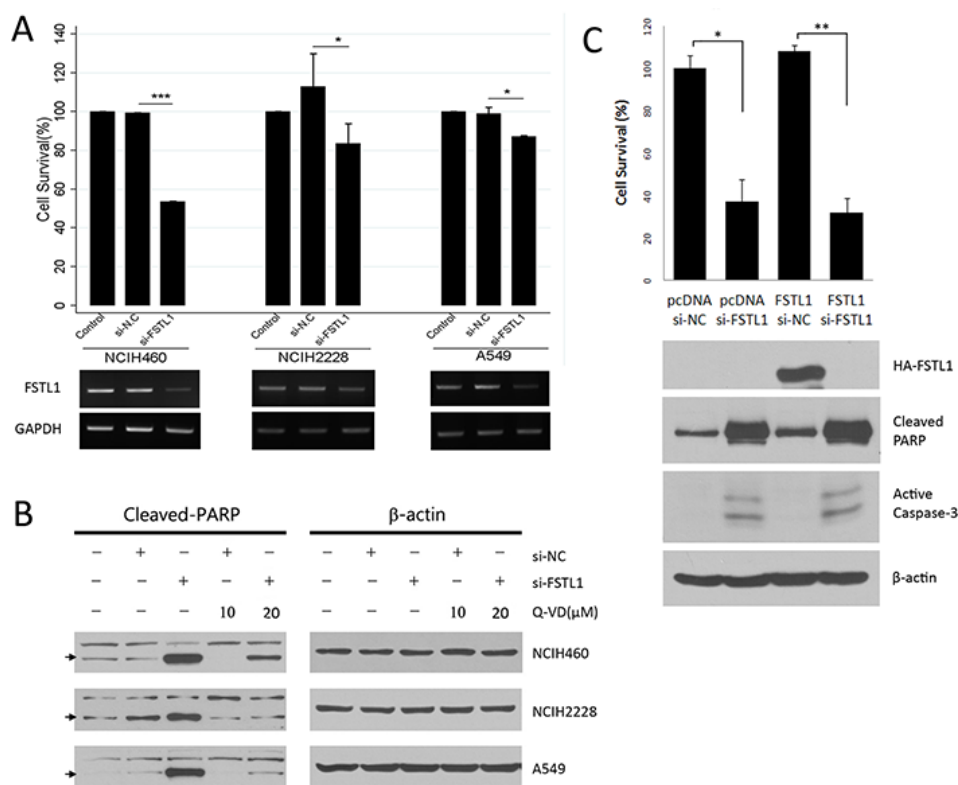 A
Cell Survival(%)
140
120
100
80
60
40
20
0
***
*
*
Control
si-N.C
si-FSTL1
Control
si-N.C
si-FSTL1
Control
si-N.C
si-FSTL1
NCIH460
NCIH2228
A549
FSTL1
GAPDH
B
Cleaved-PARP
β-actin
− + − + − − + − + − si-NC
− − + − + − − + − + si-FSTL1
− − − 10 20 − − − 10 20 Q-VD(μM)
NCIH460
NCIH2228
A549
C
Cell Survival (%)
120
100
80
60
40
20
0
*
**
pcDNA pcDNA FSTL1 FSTL1
si-NC si-FSTL1 si-NC si-FSTL1
HA-FSTL1
Cleaved
PARP
Active
Caspase-3
β-actin